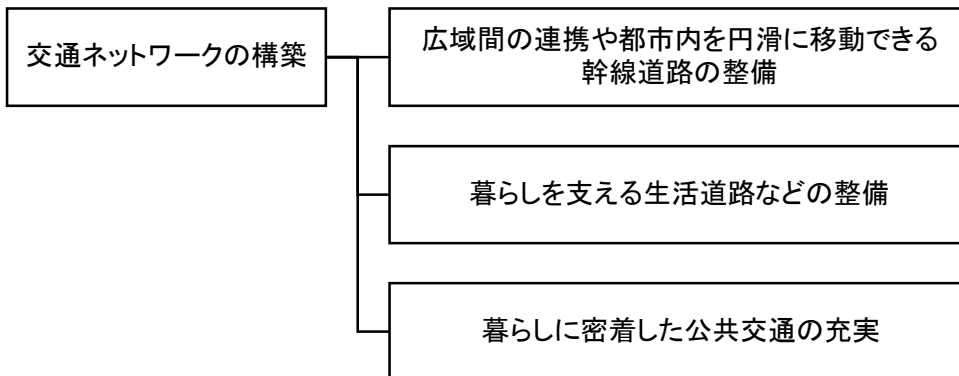 交通ネットワークの構築
広域間の連携や都市内を円滑に移動できる
幹線道路の整備
暮らしを支える生活道路などの整備
暮らしに密着した公共交通の充実